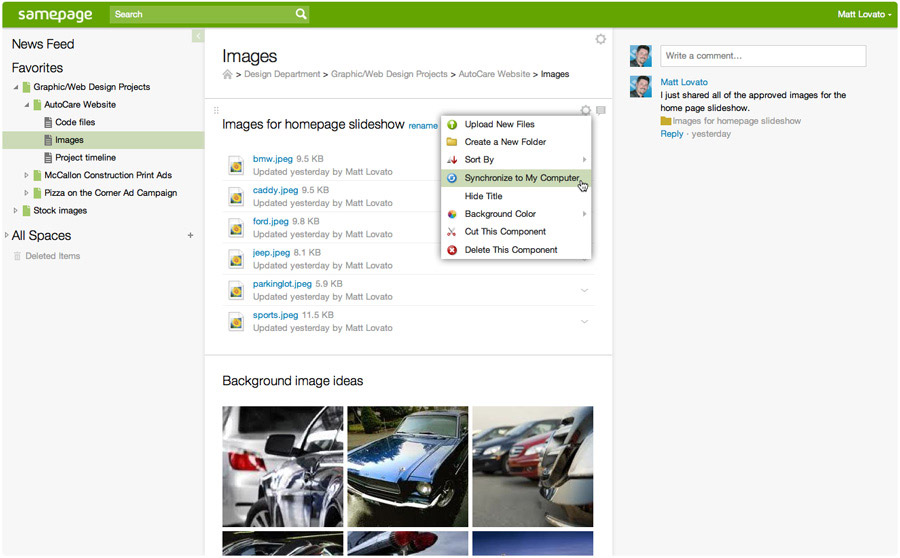 samepage
Search
Matt Lovato
News Feed
Favorites
Graphic/Web Design Projects
AutoCare Website
Code files
Images
Project timeline
McCallon Construction Print Ads
Pizza on the Corner Ad Campaign
Stock images
All Spaces +
Deleted Items
Images
> Design Department > Graphic/Web Design Projects > AutoCare Website > Images
Images for homepage slideshow rename
bmw.jpeg 9.5 KB
Updated yesterday by Matt Lovato
caddy.jpeg 9.5 KB
Updated yesterday by Matt Lovato
ford.jpeg 9.8 KB
Updated yesterday by Matt Lovato
jeep.jpeg 8.1 KB
Updated yesterday by Matt Lovato
parkinglot.jpeg 5.9 KB
Updated yesterday by Matt Lovato
sports.jpeg 11.5 KB
Updated yesterday by Matt Lovato
Upload New Files
Create a New Folder
Sort By
Synchronize to My Computer
Hide Title
Background Color
Cut This Component
Delete This Component
Background image ideas
Write a comment...
Matt Lovato
I just shared all of the approved images for the
home page slideshow.
Images for homepage slideshow
Reply · yesterday